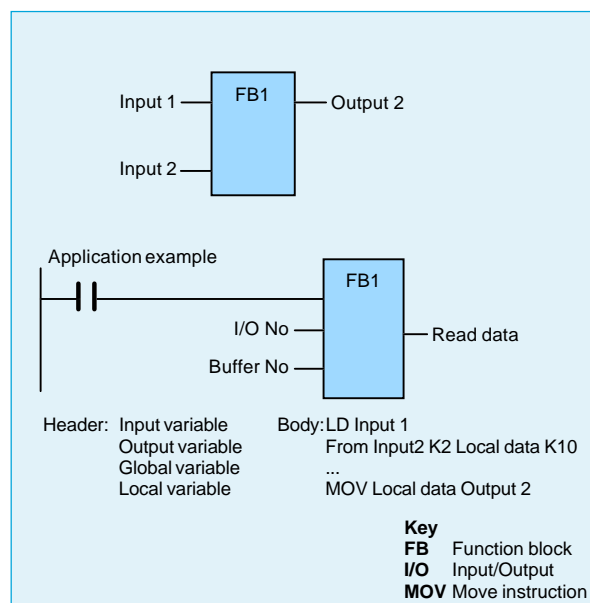 FB1
Input 1
Output 2
Input 2
Application example
FB1
I/O No
Read data
Buffer No
Header: Input variable Body: LD Input 1
Output variable From Input2 K2 Local data K10
Global variable ...
Local variable MOV Local data Output 2
Key
FB Function block
I/O Input/Output
MOV Move instruction